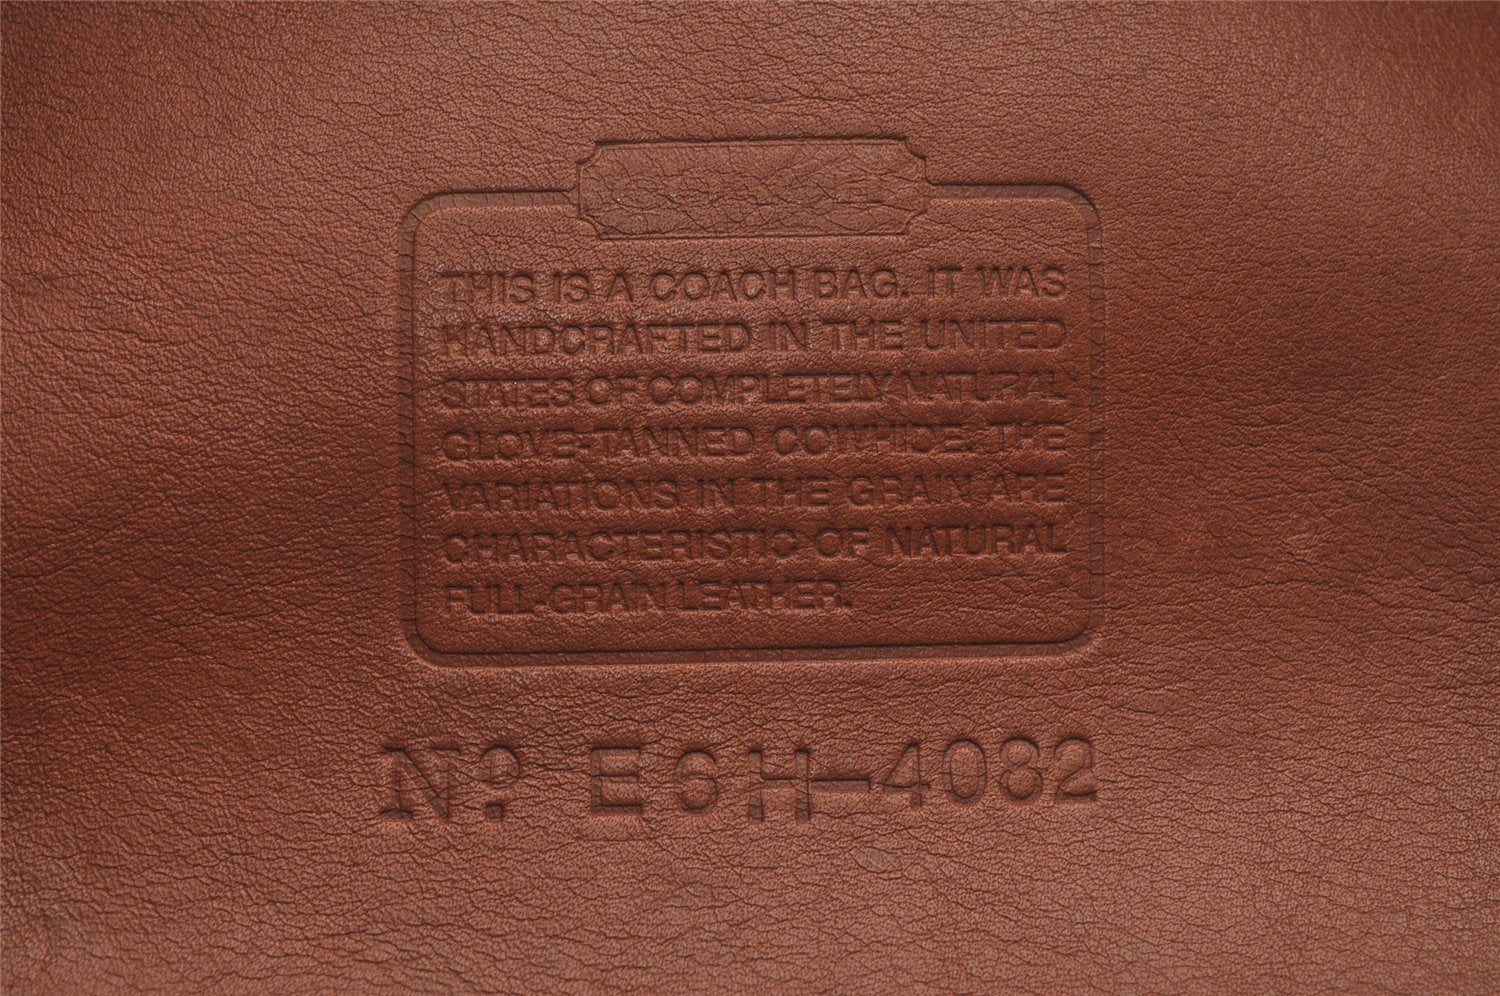 COACH
THIS IS A COACH BAG. IT WAS
HANDCRAFTED IN THE UNITED
STATES OF COMPLETELY NATURAL
GLOVE-TANNED COWHIDE. THE
VARIATIONS IN THE GRAIN ARE
CHARACTERISTIC OF NATURAL
FULL-GRAIN LEATHER.
Nº E6H-4082